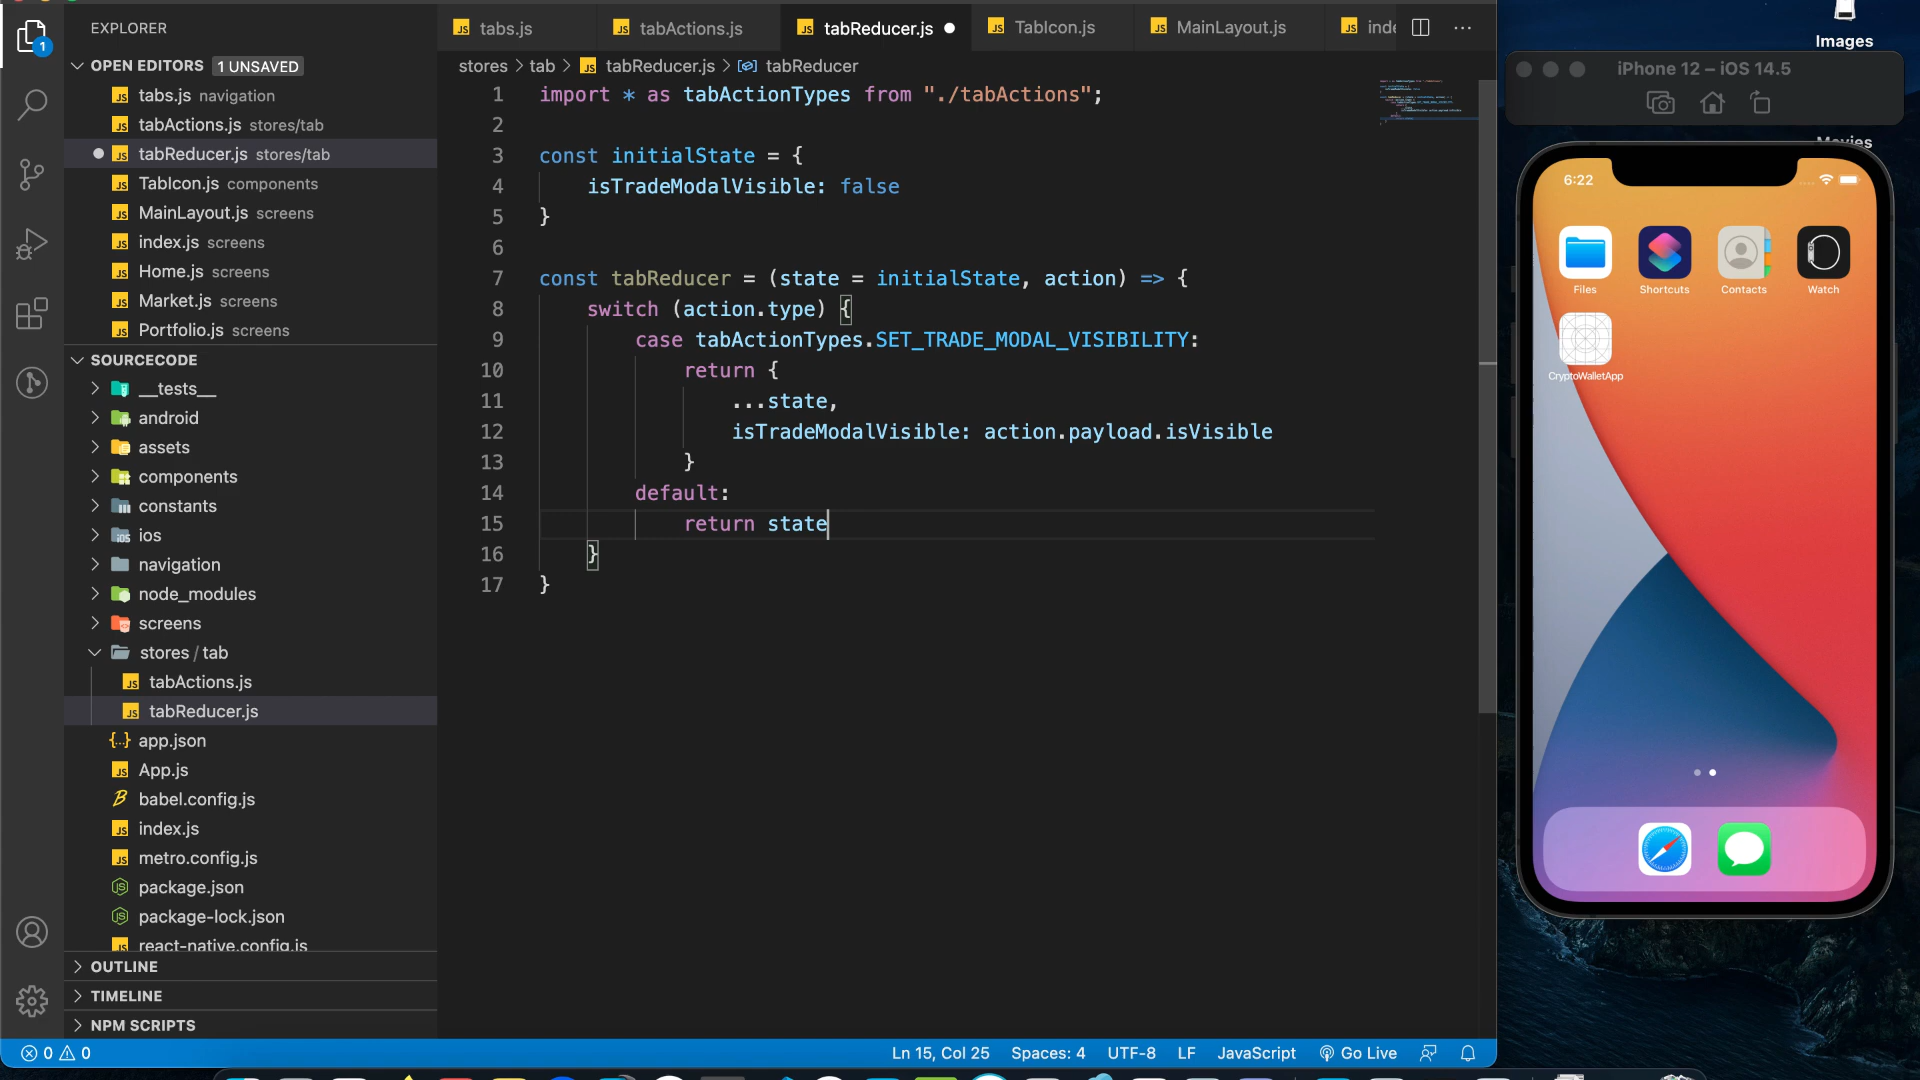 EXPLORER
OPEN EDITORS 1 UNSAVED
tabs.js navigation
tabActions.js stores/tab
tabReducer.js stores/tab
TabIcon.js components
MainLayout.js screens
index.js screens
Home.js screens
Market.js screens
Portfolio.js screens
SOURCECODE
__tests__
android
assets
components
constants
ios
navigation
node_modules
screens
stores / tab
tabActions.js
tabReducer.js
app.json
App.js
babel.config.js
index.js
metro.config.js
package.json
package-lock.json
react-native.config.js
OUTLINE
TIMELINE
NPM SCRIPTS
tabs.js tabActions.js tabReducer.js TabIcon.js MainLayout.js inde
stores > tab > tabReducer.js > tabReducer
1 import * as tabActionTypes from "./tabActions";
2
3 const initialState = {
4 isTradeModalVisible: false
5 }
6
7 const tabReducer = (state = initialState, action) => {
8 switch (action.type) {
9 case tabActionTypes.SET_TRADE_MODAL_VISIBILITY:
10 return {
11 ...state,
12 isTradeModalVisible: action.payload.isVisible
13 }
14 default:
15 return state
16 }
17 }
0 0 Ln 15, Col 25 Spaces: 4 UTF-8 LF JavaScript Go Live
Images
iPhone 12 – iOS 14.5
Movies
6:22
Files Shortcuts Contacts Watch
CryptoWalletApp